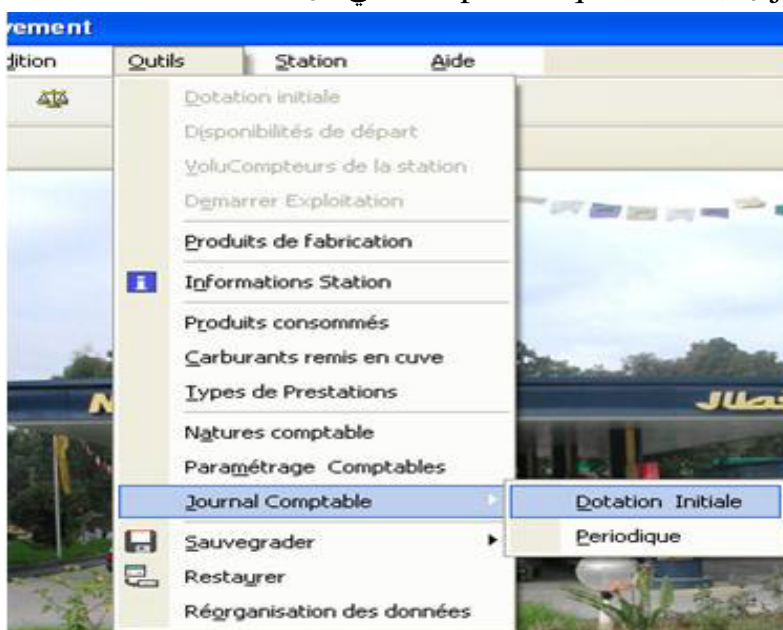 vement
dition Outils Station Aide
Dotation initiale
Disponibilités de départ
VoluCompteurs de la station
Demarrer Exploitation
Produits de fabrication
Informations Station
Produits consommés
Carburants remis en cuve
Types de Prestations
Natures comptable
Paramétrage Comptables
Journal Comptable
Dotation Initiale
Periodique
Sauvegrader
Restaurer
Réorganisation des données